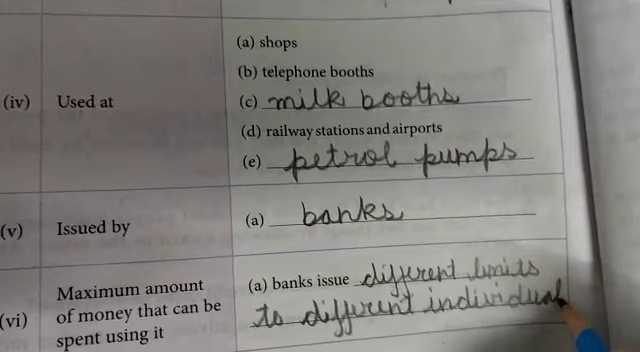 (a) shops
(b) telephone booths
(iv) Used at (c) milk booths
(d) railway stations and airports
(e) petrol pumps
(v) Issued by (a) banks
Maximum amount (a) banks issue different limits
(vi) of money that can be to different individual
spent using it